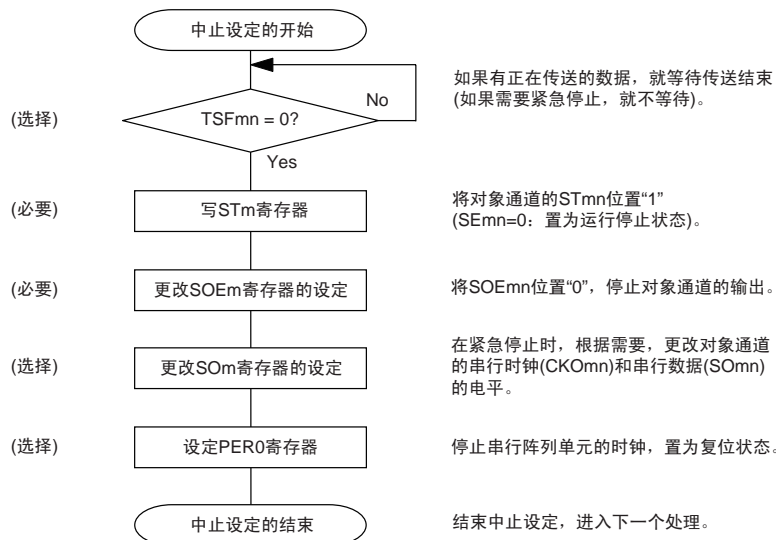 中止设定的开始
如果有正在传送的数据，就等待传送结束
(如果需要紧急停止，就不等待)。
No
(选择)
TSFmn = 0?
Yes
(必要)
写STm寄存器
将对象通道的STmn位置“1”
(SEmn=0：置为运行停止状态)。
(必要)
更改SOEm寄存器的设定
将SOEmn位置“0”，停止对象通道的输出。
(选择)
更改SOm寄存器的设定
在紧急停止时，根据需要，更改对象通道
的串行时钟(CKOmn)和串行数据(SOmn)
的电平。
(选择)
设定PER0寄存器
停止串行阵列单元的时钟，置为复位状态。
中止设定的结束
结束中止设定，进入下一个处理。